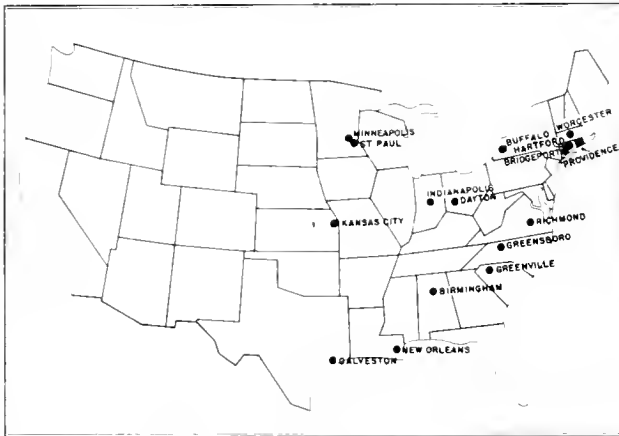 MINNEAPOLIS
ST PAUL
WORCESTER
BUFFALO
HARTFORD
BRIDGEPORT
PROVIDENCE
INDIANAPOLIS
DAYTON
KANSAS CITY
RICHMOND
GREENSBORO
GREENVILLE
BIRMINGHAM
NEW ORLEANS
GALVESTON